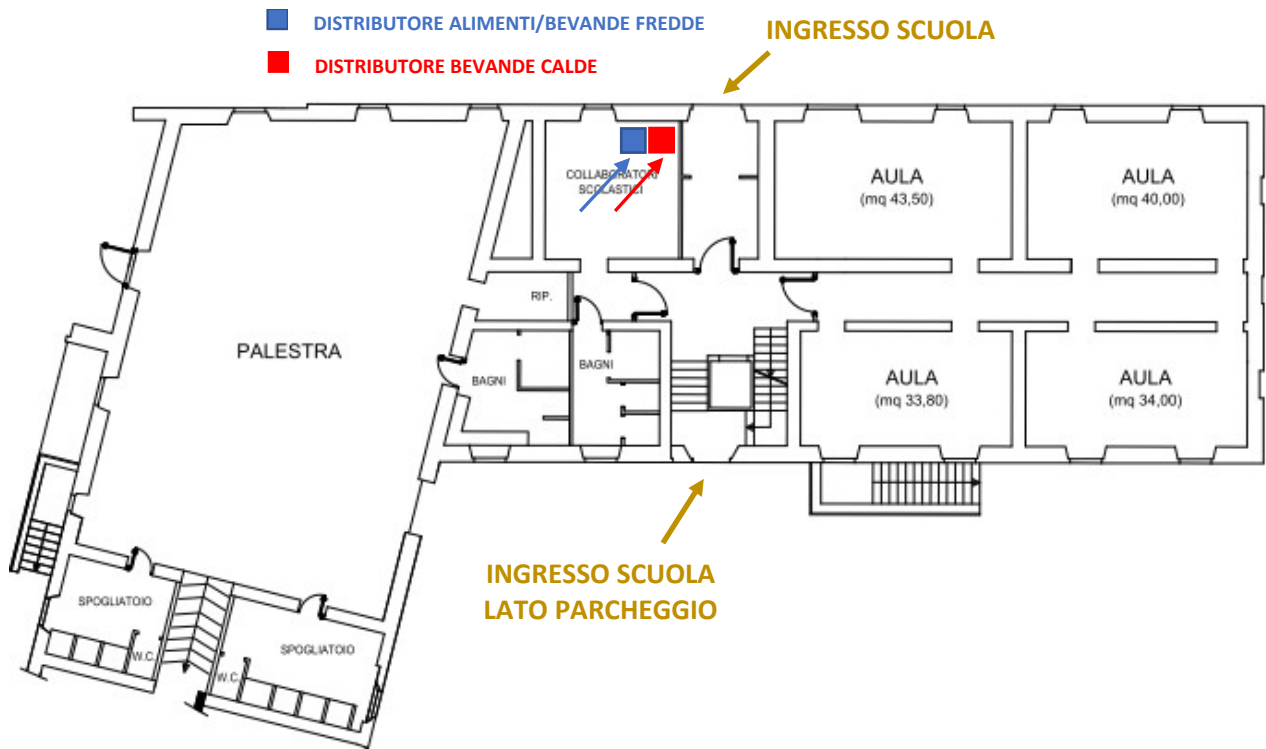 DISTRIBUTORE ALIMENTI/BEVANDE FREDDE
DISTRIBUTORE BEVANDE CALDE
INGRESSO SCUOLA
COLLABORATORI
SCOLASTICI
AULA
(mq 43,50)
AULA
(mq 40,00)
RIP.
PALESTRA
BAGNI
BAGNI
AULA
(mq 33,80)
AULA
(mq 34,00)
INGRESSO SCUOLA
LATO PARCHEGGIO
SPOGLIATOIO
W.C.
SPOGLIATOIO
W.C.